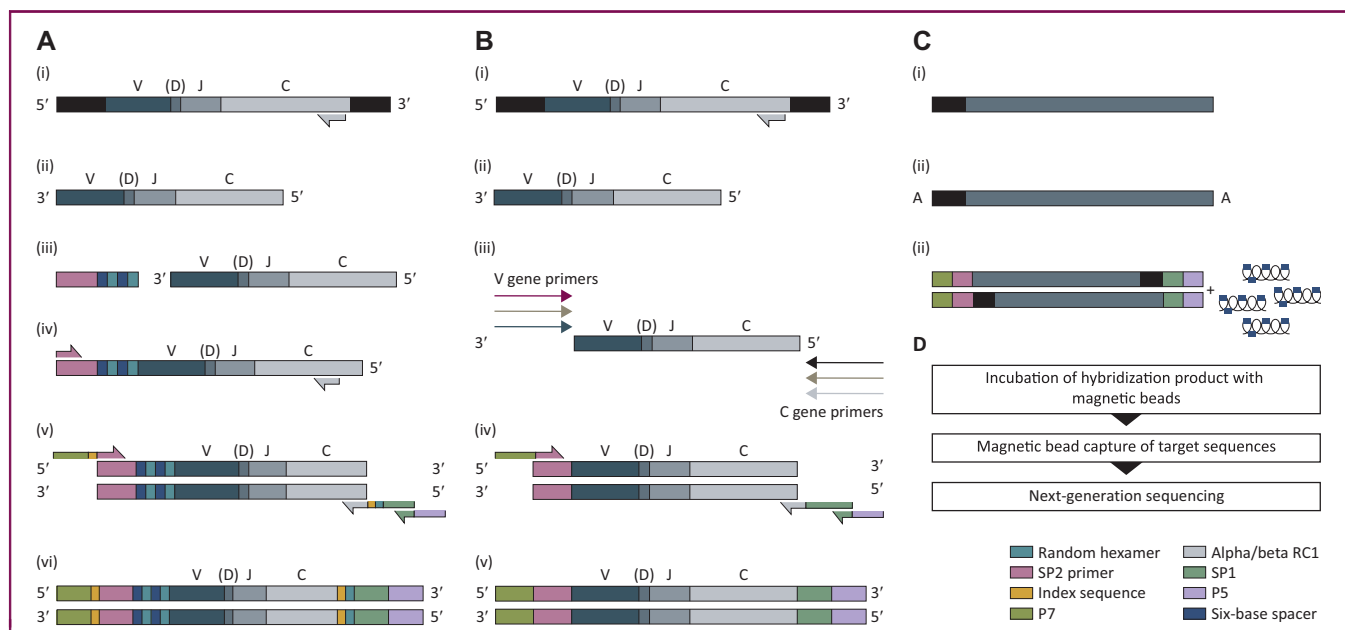 A
(i)
V (D) J C
5′ 3′
(ii)
V (D) J C
3′ 5′
(iii)
V (D) J C
3′ 5′
(iv)
V (D) J C
5′
(v)
V (D) J C
5′ 3′
3′ 5′
(vi)
V (D) J C
5′ 3′
3′ 5′
B
(i)
V (D) J C
5′ 3′
(ii)
V (D) J C
3′ 5′
(iii)
V gene primers
V (D) J C
3′ 5′
C gene primers
(iv)
V (D) J C
5′ 3′
3′ 5′
(v)
V (D) J C
5′ 3′
3′ 5′
C
(i)
(ii)
A A
(ii)
+
D
Incubation of hybridization product with
magnetic beads
Magnetic bead capture of target sequences
Next-generation sequencing
Random hexamer
SP2 primer
Index sequence
P7
Alpha/beta RC1
SP1
P5
Six-base spacer